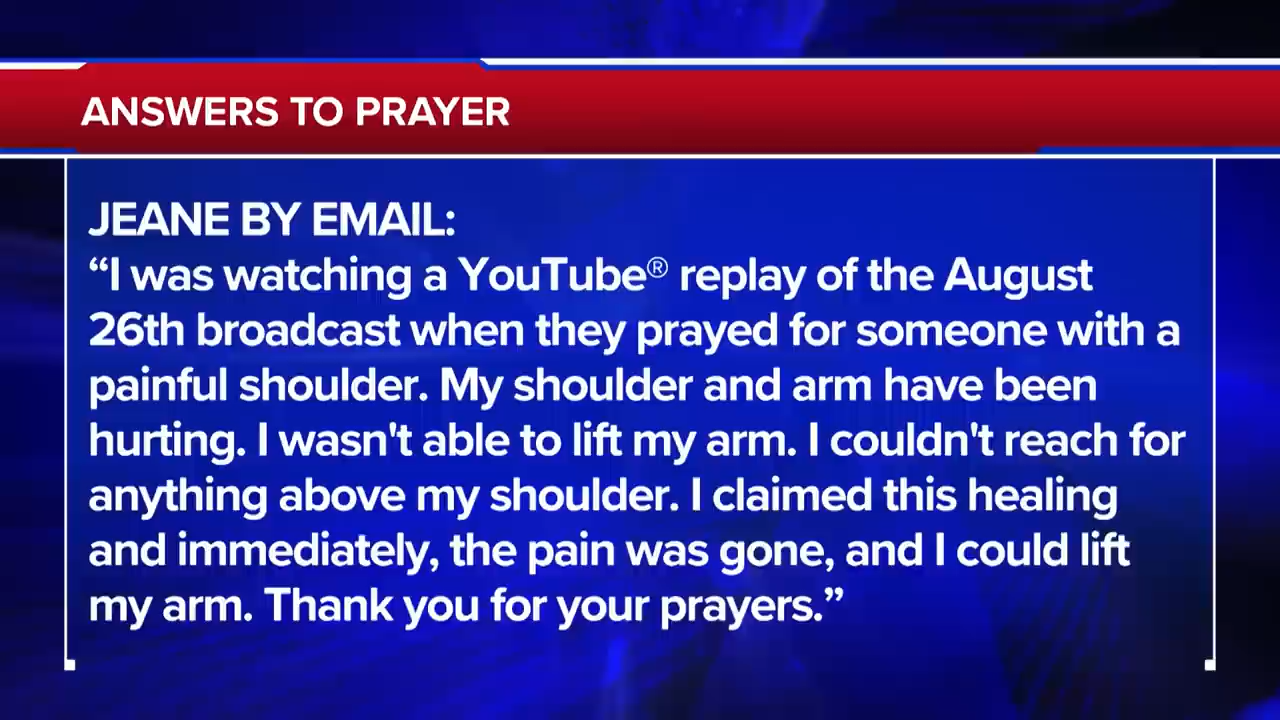 ANSWERS TO PRAYER
JEANE BY EMAIL:
“I was watching a YouTube® replay of the August
26th broadcast when they prayed for someone with a
painful shoulder. My shoulder and arm have been
hurting. I wasn't able to lift my arm. I couldn't reach for
anything above my shoulder. I claimed this healing
and immediately, the pain was gone, and I could lift
my arm. Thank you for your prayers.”